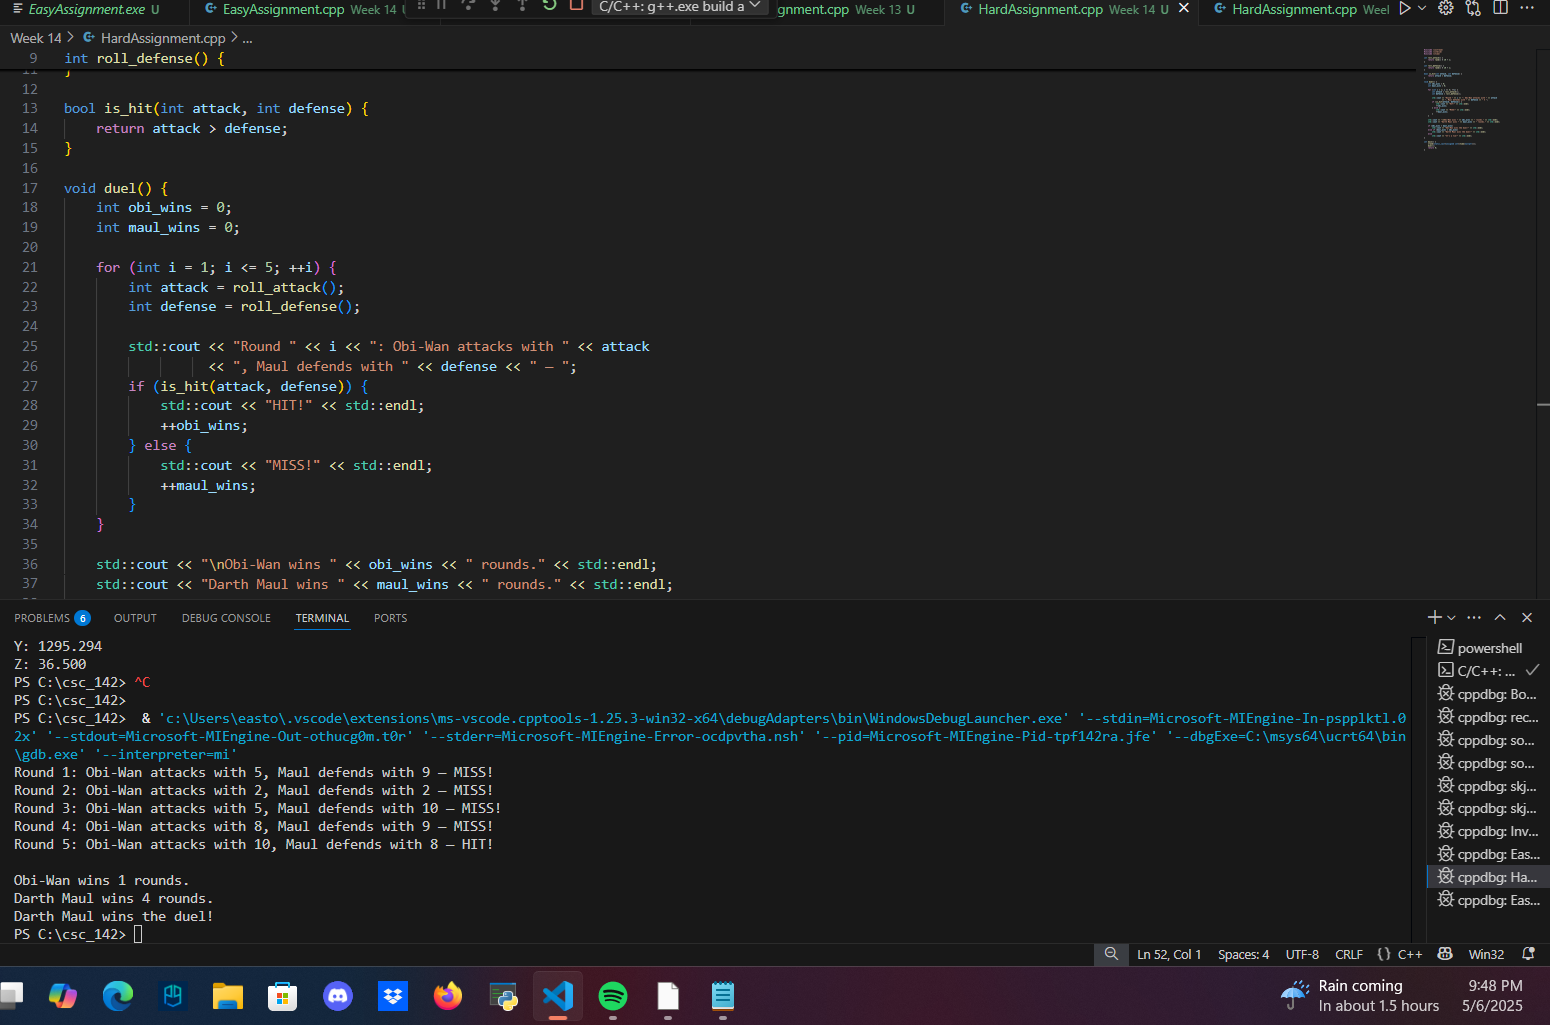 EasyAssignment.exe U
EasyAssignment.cpp Week 14
C/C++: g++.exe build a
gnment.cpp Week 13 U
HardAssignment.cpp Week 14 U
HardAssignment.cpp Weel
Week 14 > HardAssignment.cpp > ...
9 int roll_defense() {
11 }
12
13 bool is_hit(int attack, int defense) {
14 return attack > defense;
15 }
16
17 void duel() {
18 int obi_wins = 0;
19 int maul_wins = 0;
20
21 for (int i = 1; i <= 5; ++i) {
22 int attack = roll_attack();
23 int defense = roll_defense();
24
25 std::cout << "Round " << i << ": Obi-Wan attacks with " << attack
26 << ", Maul defends with " << defense << " — ";
27 if (is_hit(attack, defense)) {
28 std::cout << "HIT!" << std::endl;
29 ++obi_wins;
30 } else {
31 std::cout << "MISS!" << std::endl;
32 ++maul_wins;
33 }
34 }
35
36 std::cout << "\nObi-Wan wins " << obi_wins << " rounds." << std::endl;
37 std::cout << "Darth Maul wins " << maul_wins << " rounds." << std::endl;
PROBLEMS 6 OUTPUT DEBUG CONSOLE TERMINAL PORTS
Y: 1295.294
Z: 36.500
PS C:\csc_142> ^C
PS C:\csc_142>
PS C:\csc_142> & 'c:\Users\easto\.vscode\extensions\ms-vscode.cpptools-1.25.3-win32-x64\debugAdapters\bin\WindowsDebugLauncher.exe' '--stdin=Microsoft-MIEngine-In-pspplktl.0
2x' '--stdout=Microsoft-MIEngine-Out-othucg0m.t0r' '--stderr=Microsoft-MIEngine-Error-ocdpvtha.nsh' '--pid=Microsoft-MIEngine-Pid-tpf142ra.jfe' '--dbgExe=C:\msys64\ucrt64\bin
\gdb.exe' '--interpreter=mi'
Round 1: Obi-Wan attacks with 5, Maul defends with 9 — MISS!
Round 2: Obi-Wan attacks with 2, Maul defends with 2 — MISS!
Round 3: Obi-Wan attacks with 5, Maul defends with 10 — MISS!
Round 4: Obi-Wan attacks with 8, Maul defends with 9 — MISS!
Round 5: Obi-Wan attacks with 10, Maul defends with 8 — HIT!
Obi-Wan wins 1 rounds.
Darth Maul wins 4 rounds.
Darth Maul wins the duel!
PS C:\csc_142>
powershell
C/C++: ...
cppdbg: Bo...
cppdbg: rec...
cppdbg: so...
cppdbg: so...
cppdbg: skj...
cppdbg: skj...
cppdbg: Inv...
cppdbg: Eas...
cppdbg: Ha...
cppdbg: Eas...
Ln 52, Col 1 Spaces: 4 UTF-8 CRLF {} C++ Win32
Rain coming
In about 1.5 hours
9:48 PM
5/6/2025